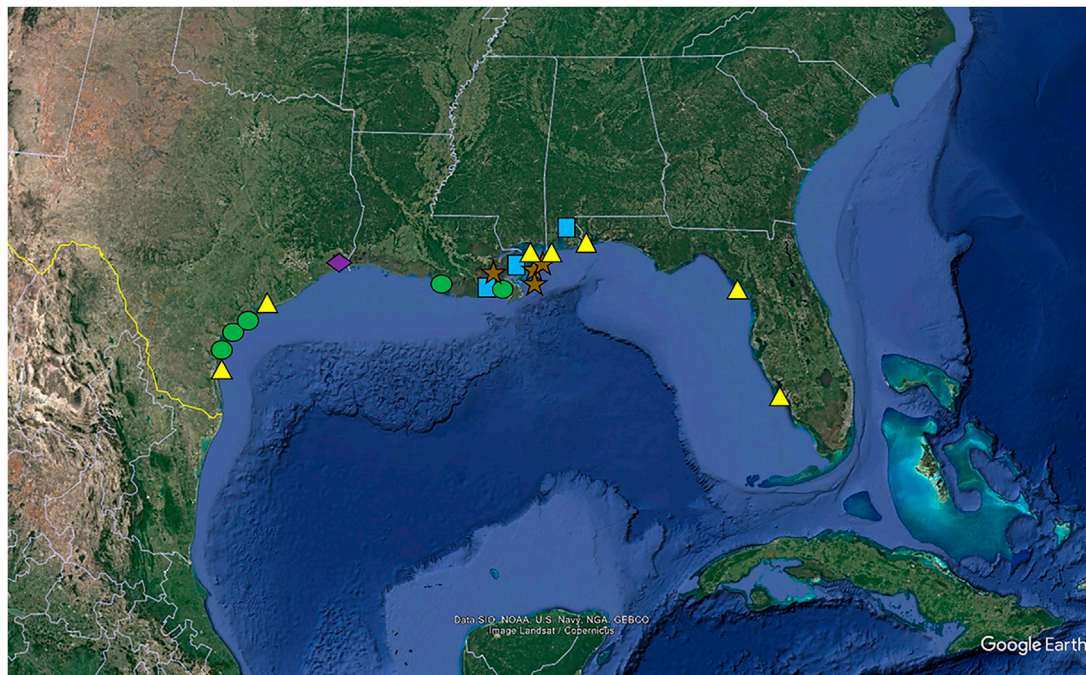 Data SIO, NOAA, U.S. Navy, NGA, GEBCO
Image Landsat / Copernicus
Google Earth